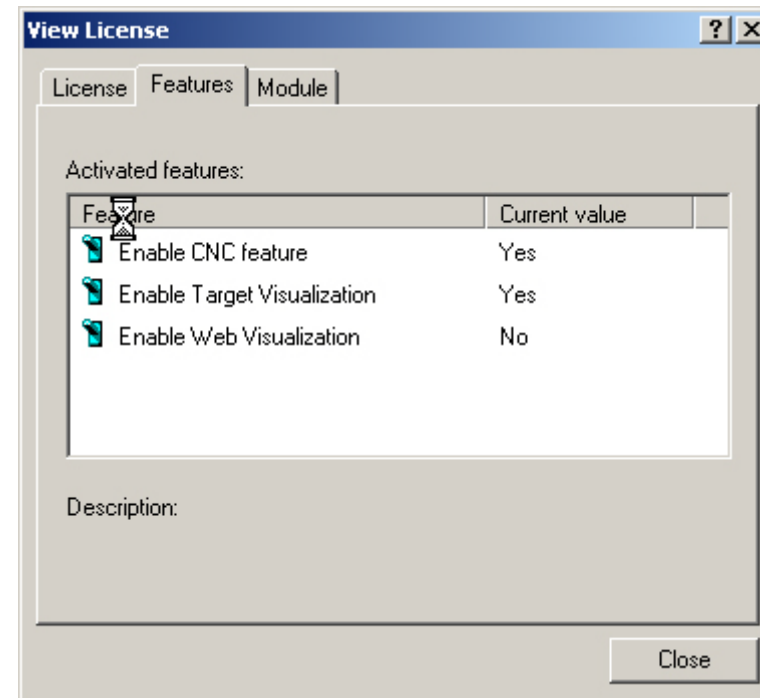 View License
License Features Module
Activated features:
Feature Current value
Enable CNC feature Yes
Enable Target Visualization Yes
Enable Web Visualization No
Description:
Close